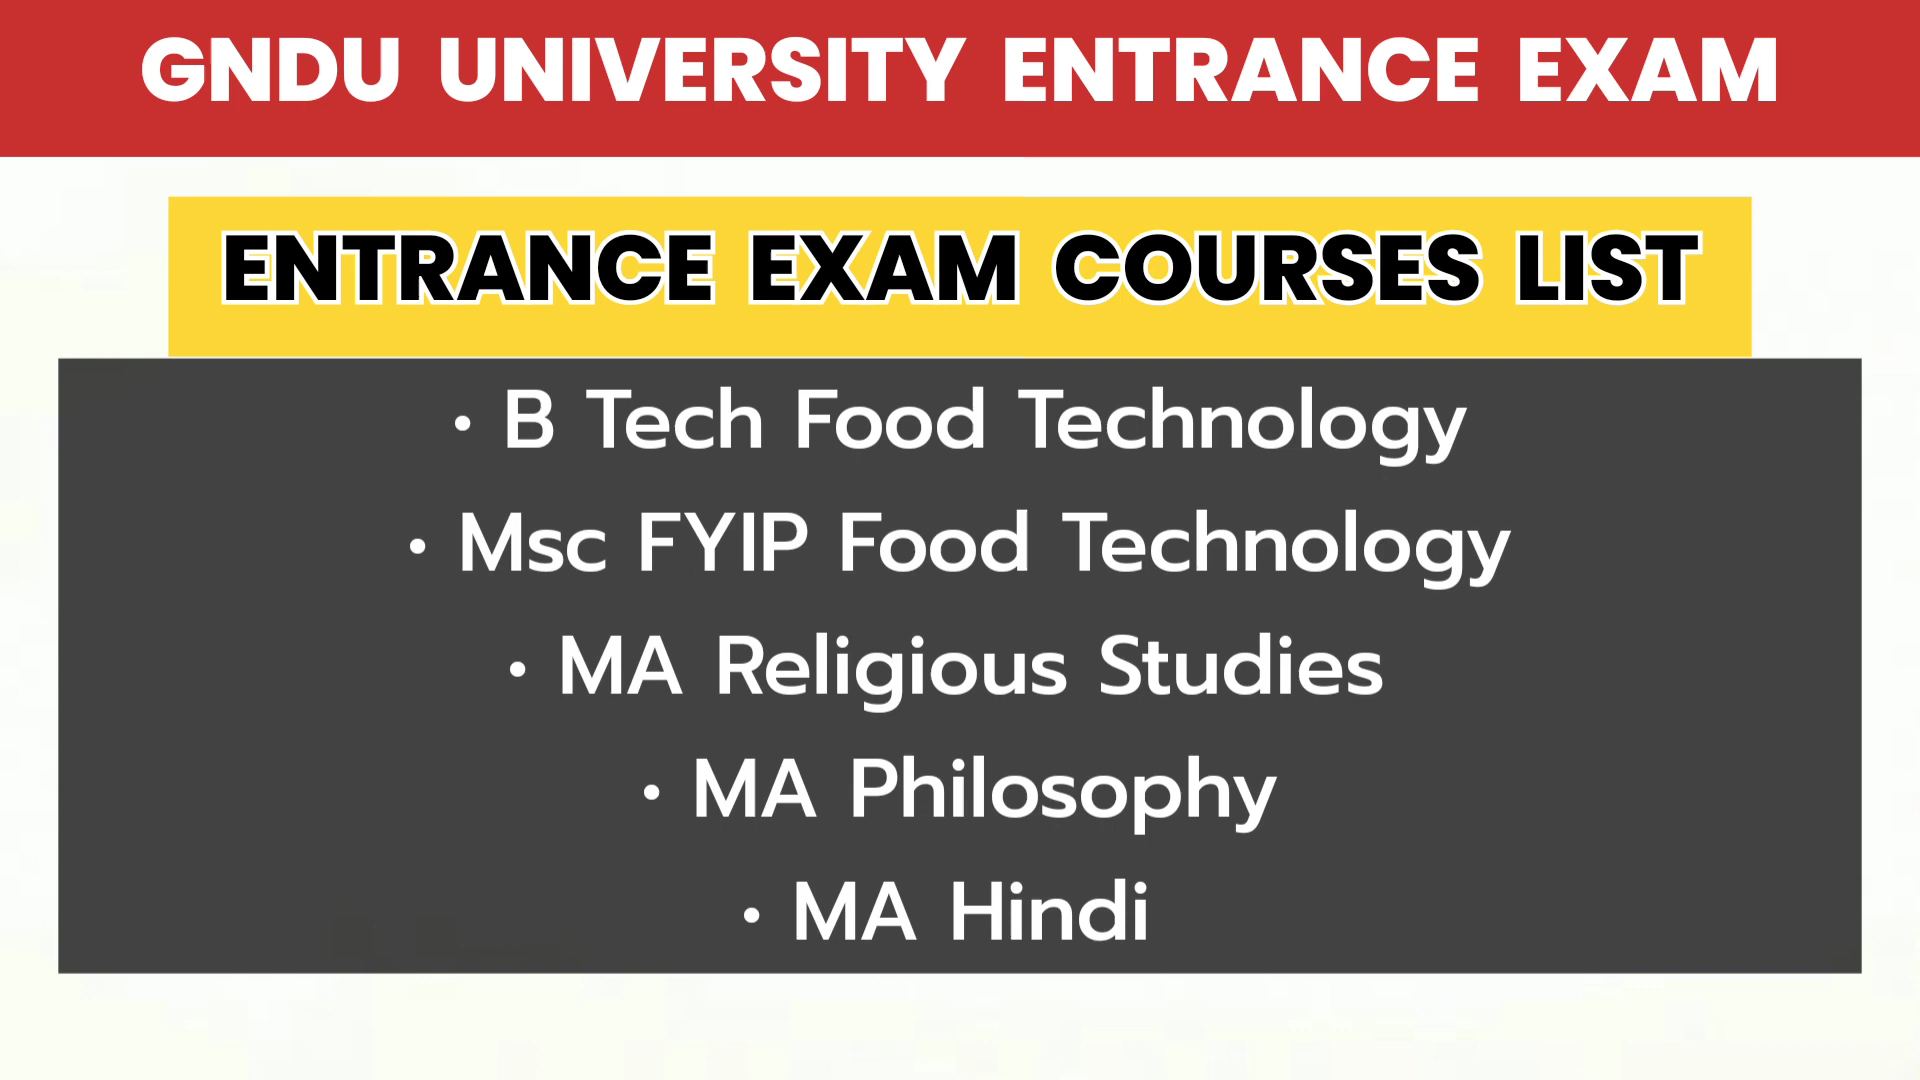 GNDU UNIVERSITY ENTRANCE EXAM
ENTRANCE EXAM COURSES LIST
• B Tech Food Technology
• Msc FYIP Food Technology
• MA Religious Studies
• MA Philosophy
• MA Hindi